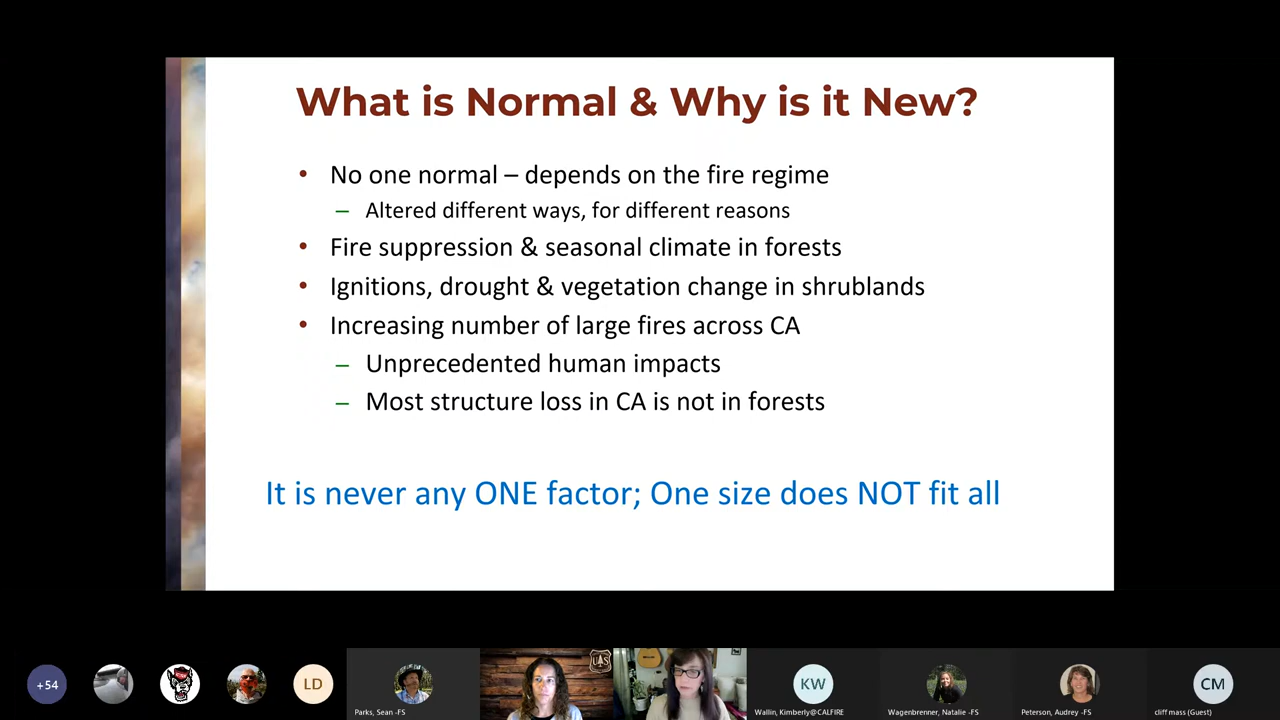 What is Normal & Why is it New?
• No one normal – depends on the fire regime
– Altered different ways, for different reasons
• Fire suppression & seasonal climate in forests
• Ignitions, drought & vegetation change in shrublands
• Increasing number of large fires across CA
– Unprecedented human impacts
– Most structure loss in CA is not in forests
It is never any ONE factor; One size does NOT fit all
+54
LD
KW
CM
Parks, Sean -FS
Wallin, Kimberly@CALFIRE
Wagenbrenner, Natalie -FS
Peterson, Audrey -FS
cliff mass (Guest)